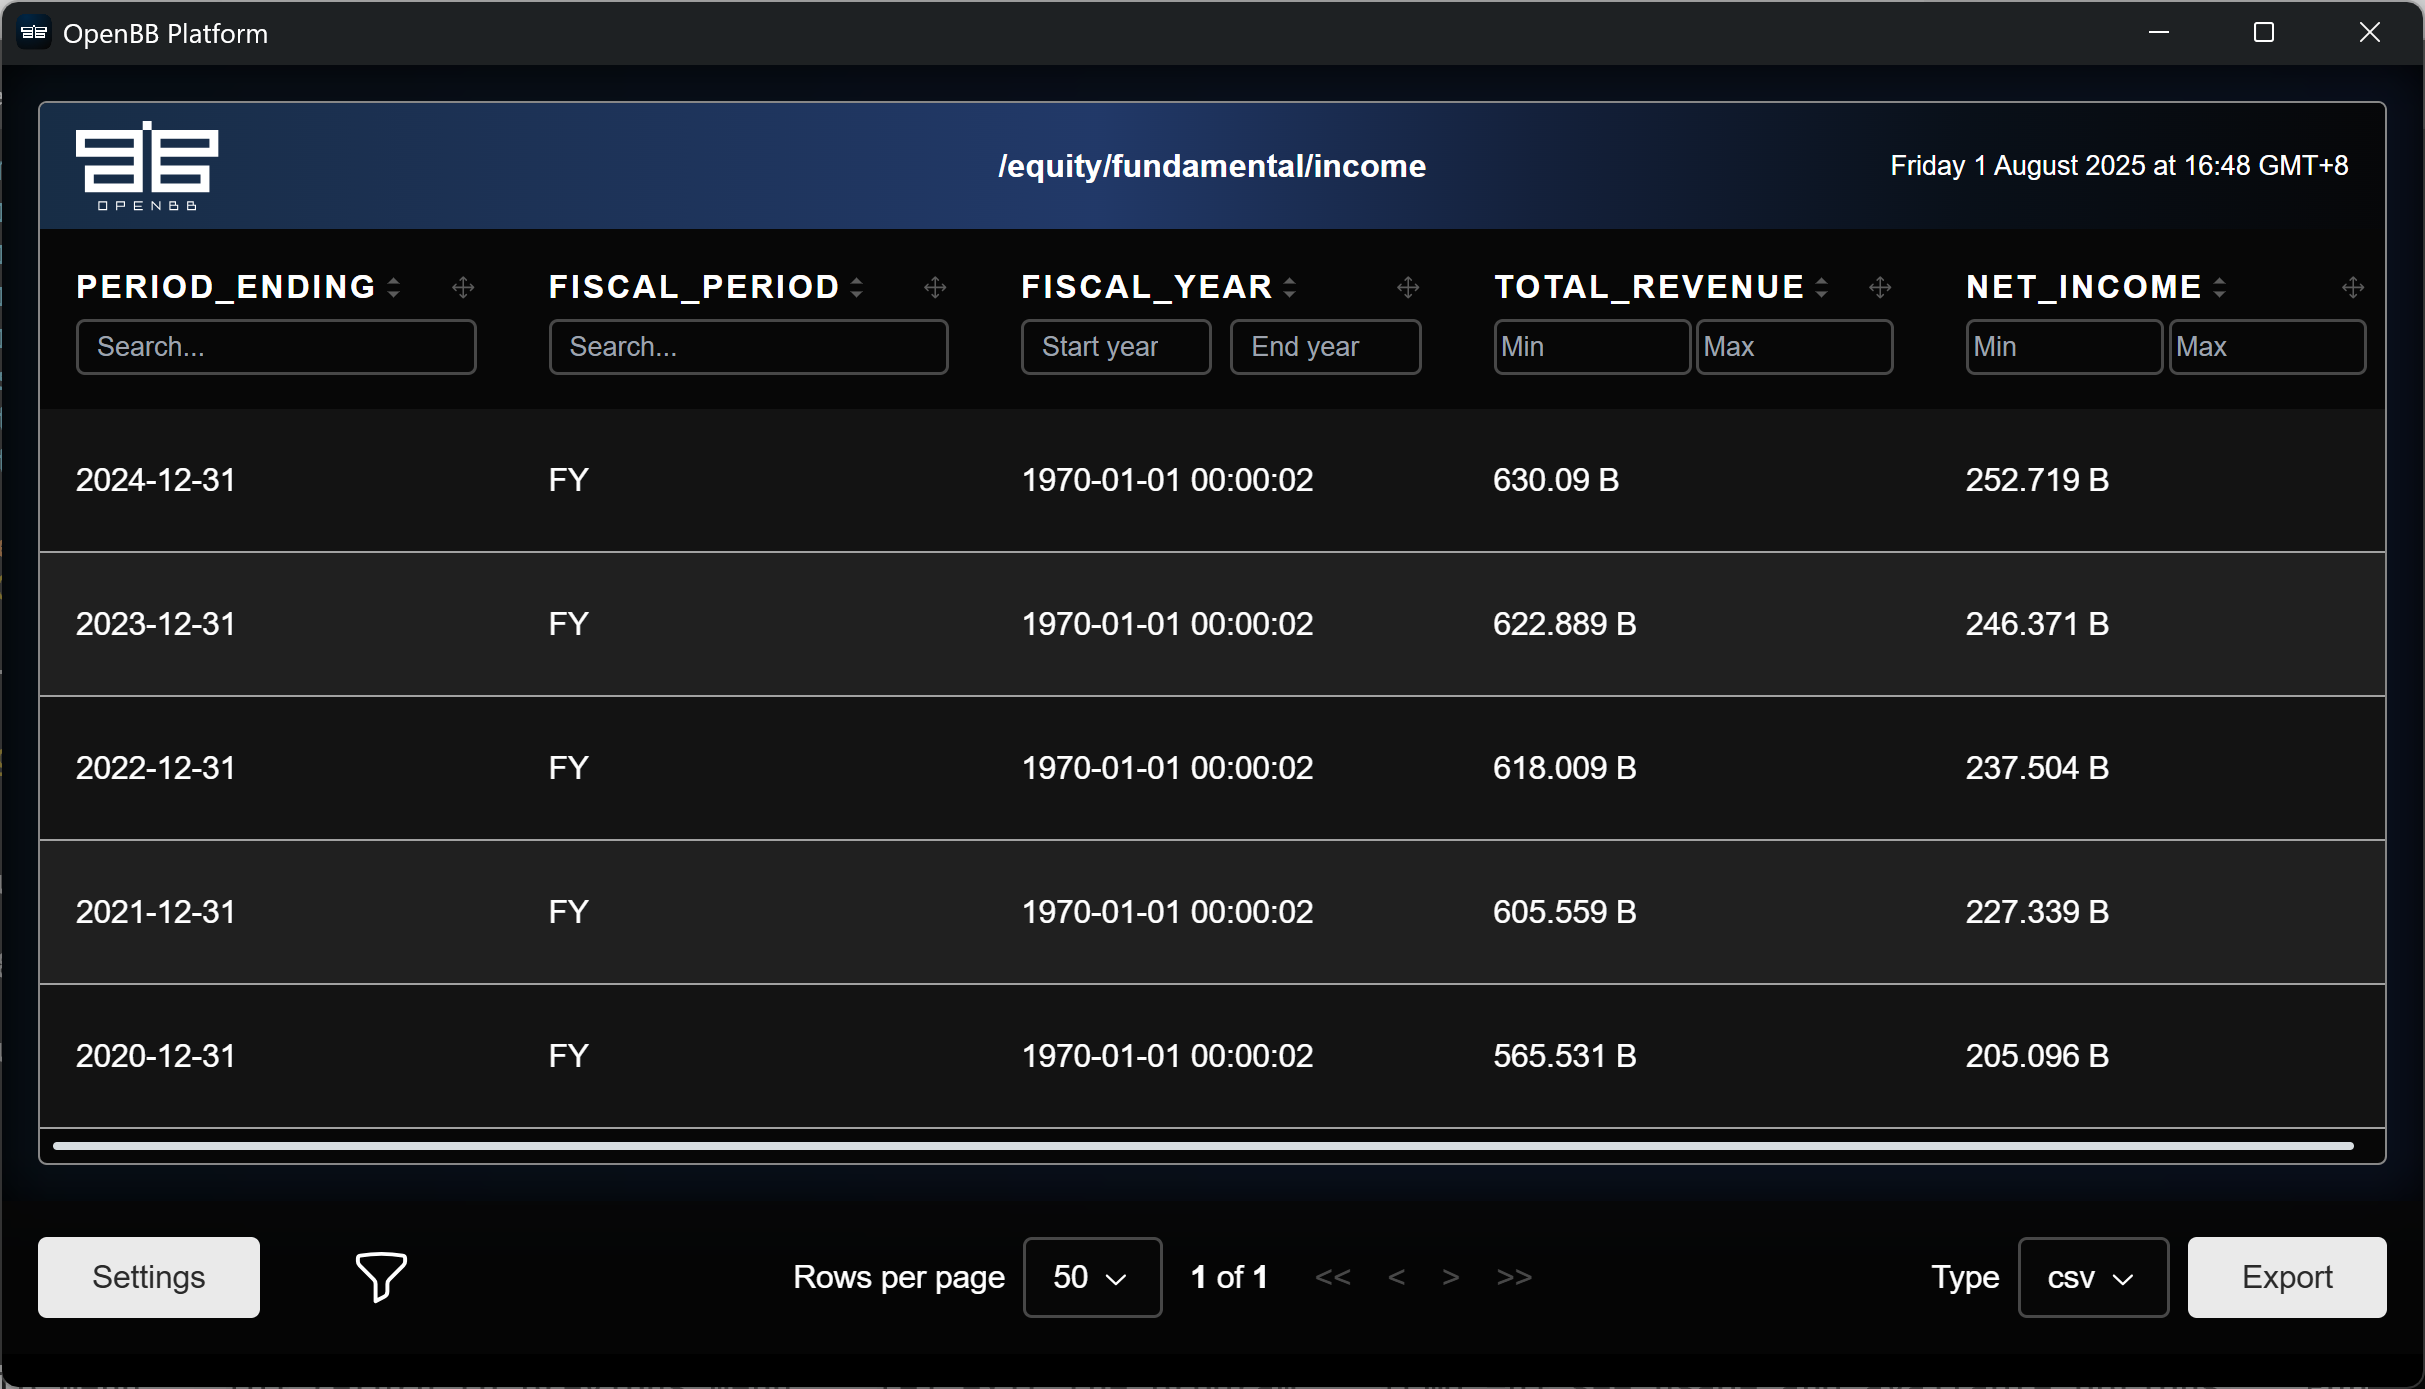 OpenBB Platform
OPENBB
/equity/fundamental/income
Friday 1 August 2025 at 16:48 GMT+8
PERIOD_ENDING FISCAL_PERIOD FISCAL_YEAR TOTAL_REVENUE NET_INCOME
Search... Search... Start year End year Min Max Min Max
2024-12-31 FY 1970-01-01 00:00:02 630.09 B 252.719 B
2023-12-31 FY 1970-01-01 00:00:02 622.889 B 246.371 B
2022-12-31 FY 1970-01-01 00:00:02 618.009 B 237.504 B
2021-12-31 FY 1970-01-01 00:00:02 605.559 B 227.339 B
2020-12-31 FY 1970-01-01 00:00:02 565.531 B 205.096 B
Settings Rows per page 50 1 of 1 << < > >> Type csv Export